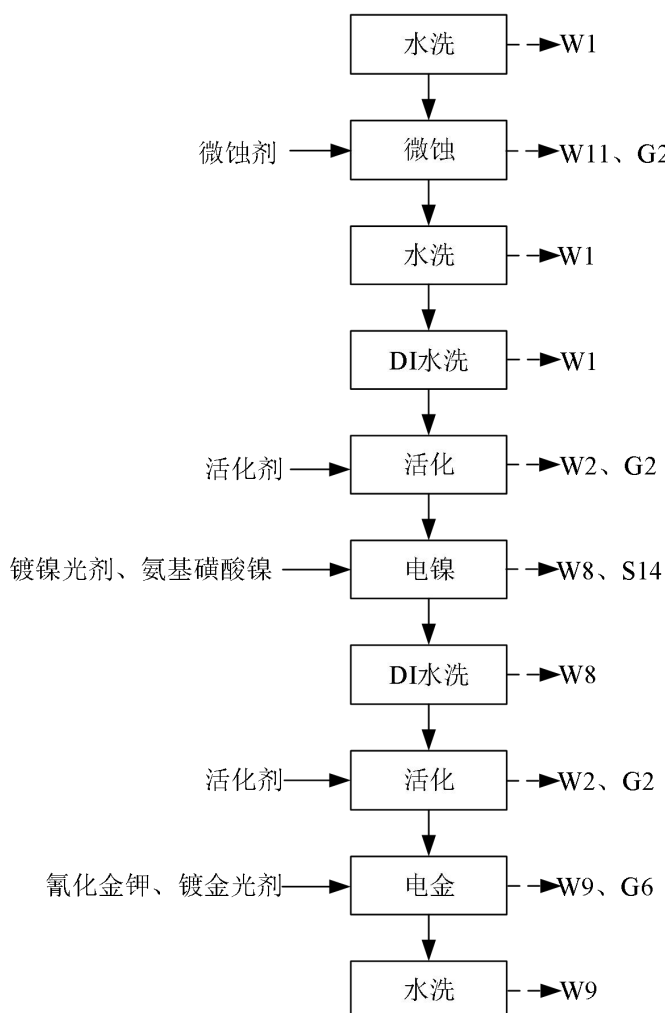 水洗 W1
微蚀剂 微蚀 W11、G2
水洗 W1
DI水洗 W1
活化剂 活化 W2、G2
镀镍光剂、氨基磺酸镍 电镍 W8、S14
DI水洗 W8
活化剂 活化 W2、G2
氰化金钾、镀金光剂 电金 W9、G6
水洗 W9